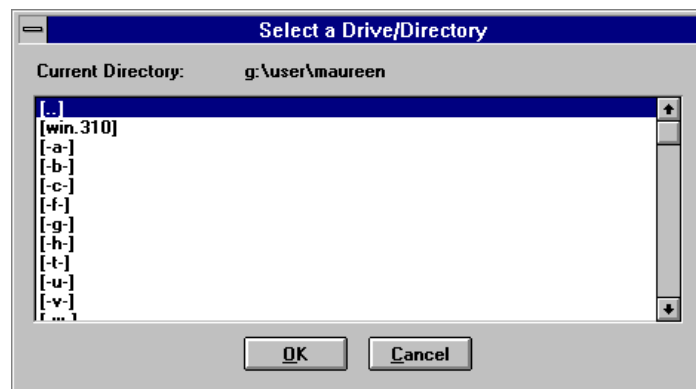 Select a Drive/Directory
Current Directory: g:\user\maureen
[..]
[win.310]
[-a-]
[-b-]
[-c-]
[-f-]
[-g-]
[-h-]
[-t-]
[-u-]
[-v-]
OK Cancel